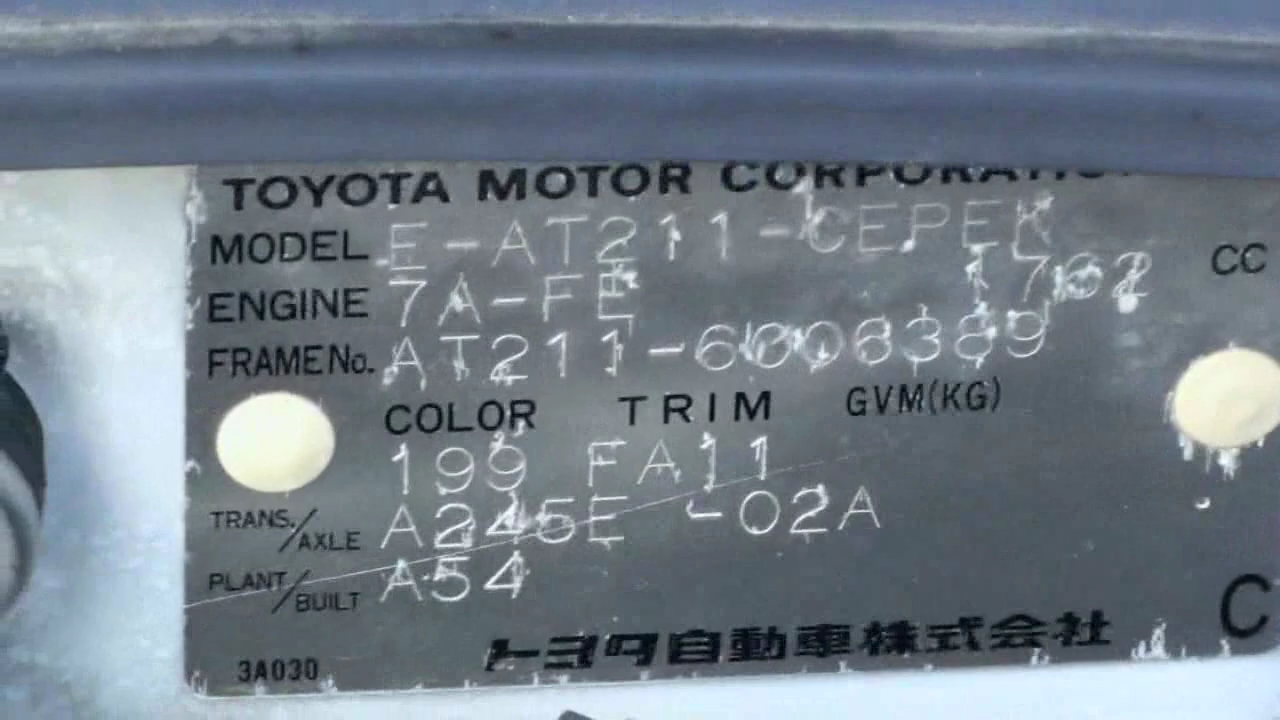 TOYOTA MOTOR CORPORATION
MODEL E-AT211-CEPEK
ENGINE 7A-FE 1762 CC
FRAME No. AT211-6006389
COLOR TRIM GVM(KG)
199 FA11
TRANS./AXLE A245E -02A
PLANT/BUILT A54
C
トヨタ自動車株式会社
3A030